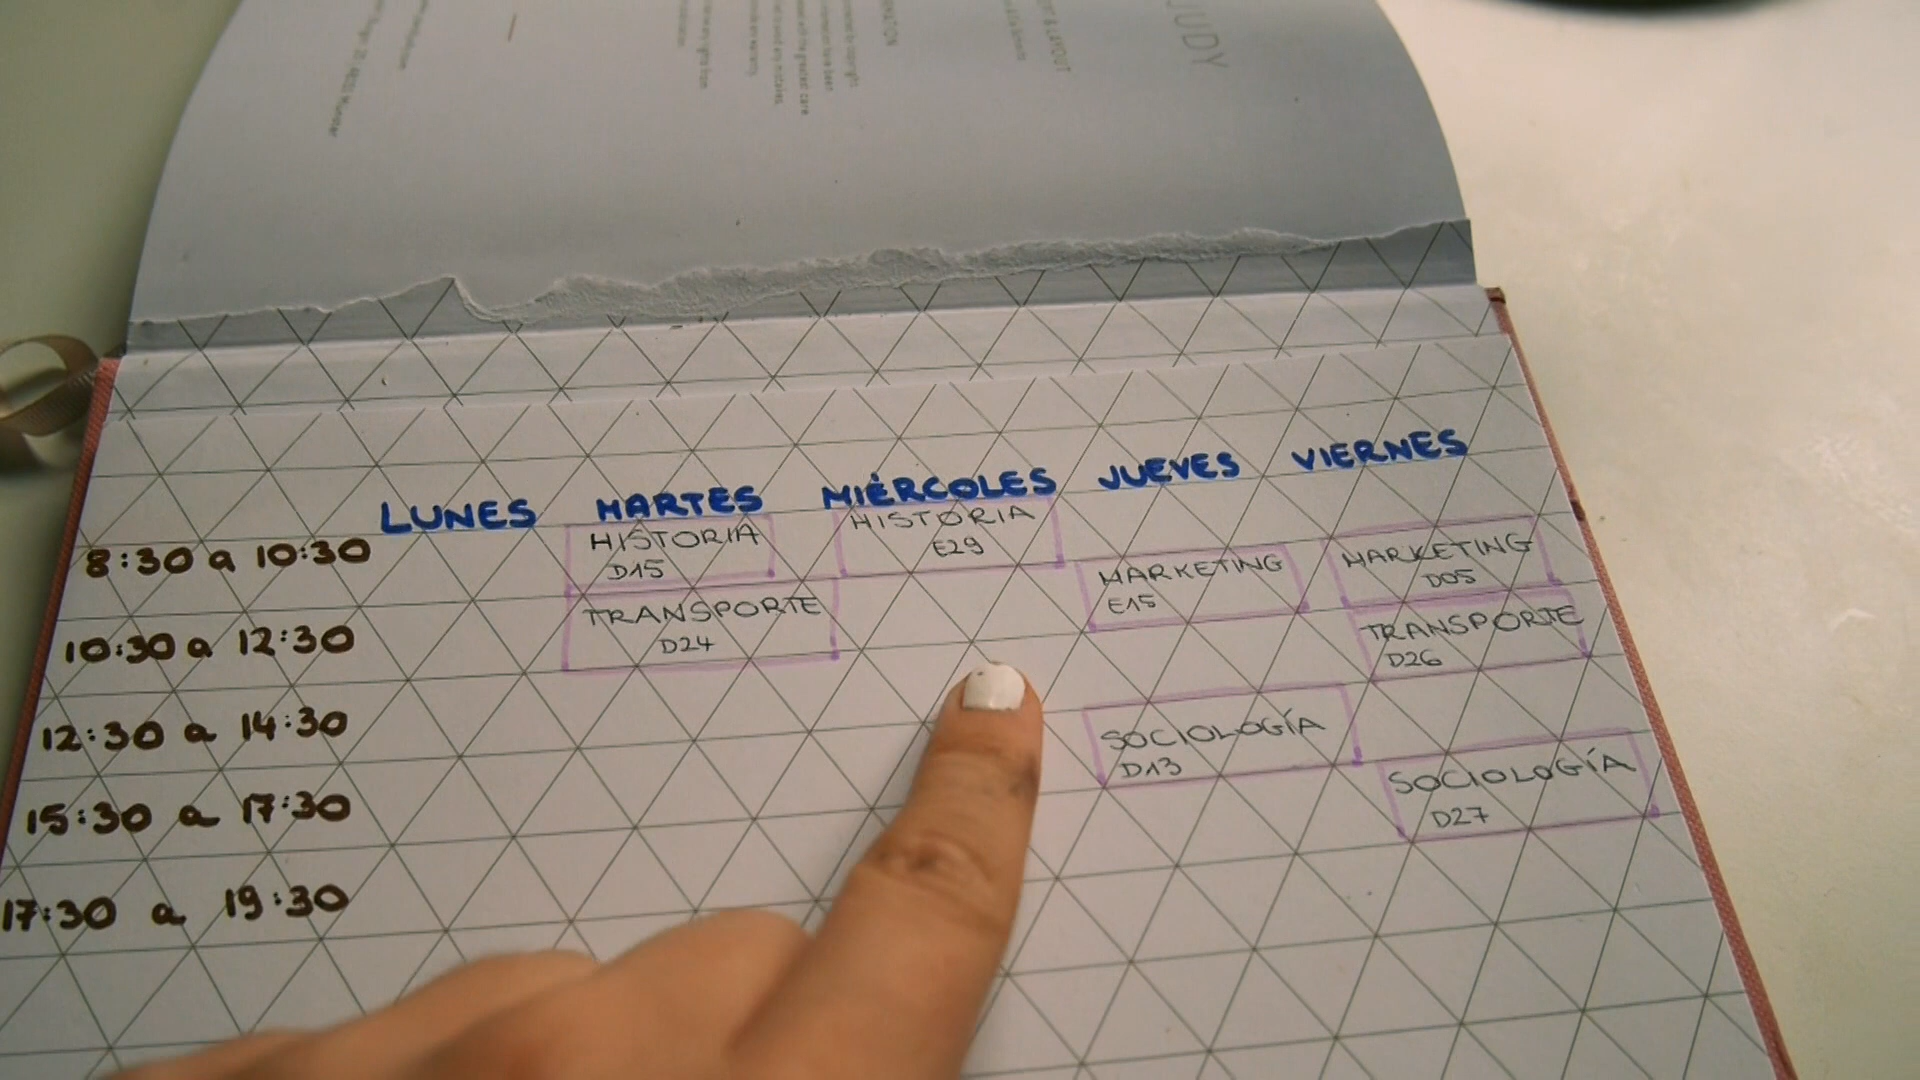 JUDY
LUNES MARTES MIÉRCOLES JUEVES VIERNES
8:30 a 10:30
HISTORIA
D15
HISTORIA
E29
MARKETING
E15
MARKETING
D05
10:30 a 12:30
TRANSPORTE
D24
TRANSPORTE
D26
12:30 a 14:30
SOCIOLOGÍA
D13
SOCIOLOGÍA
D27
15:30 a 17:30
17:30 a 19:30